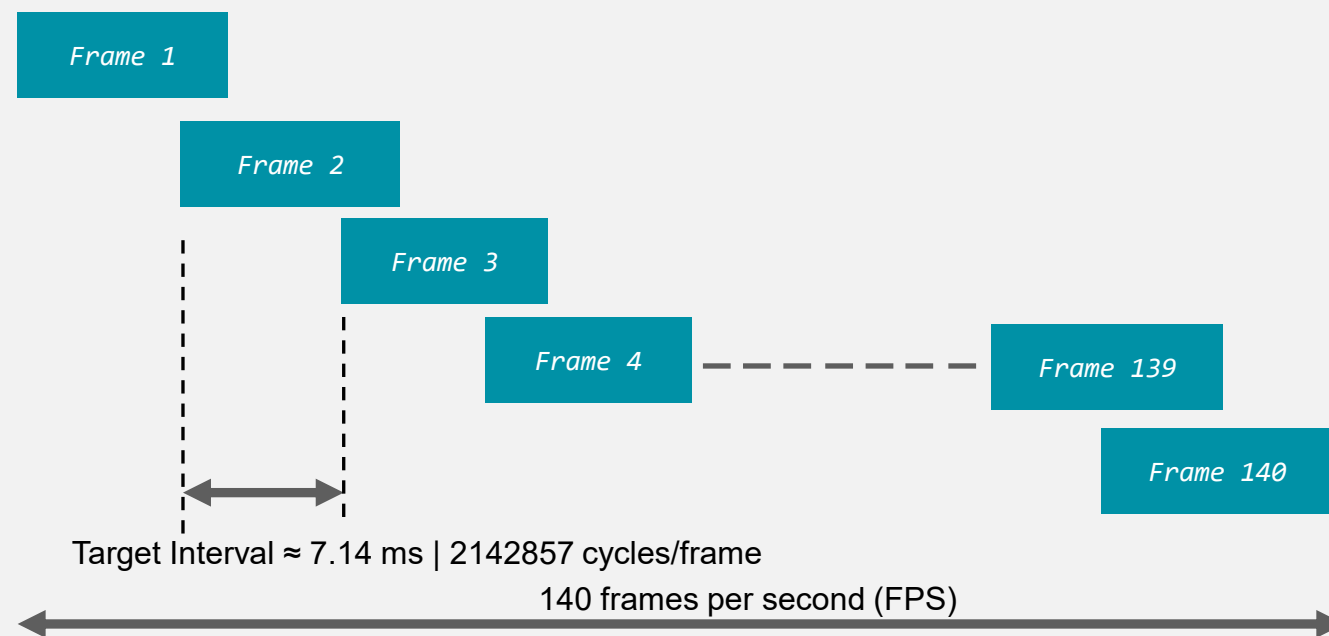 Frame 1
Frame 2
Frame 3
Frame 4
Frame 139
Frame 140
Target Interval ≈ 7.14 ms | 2142857 cycles/frame
140 frames per second (FPS)